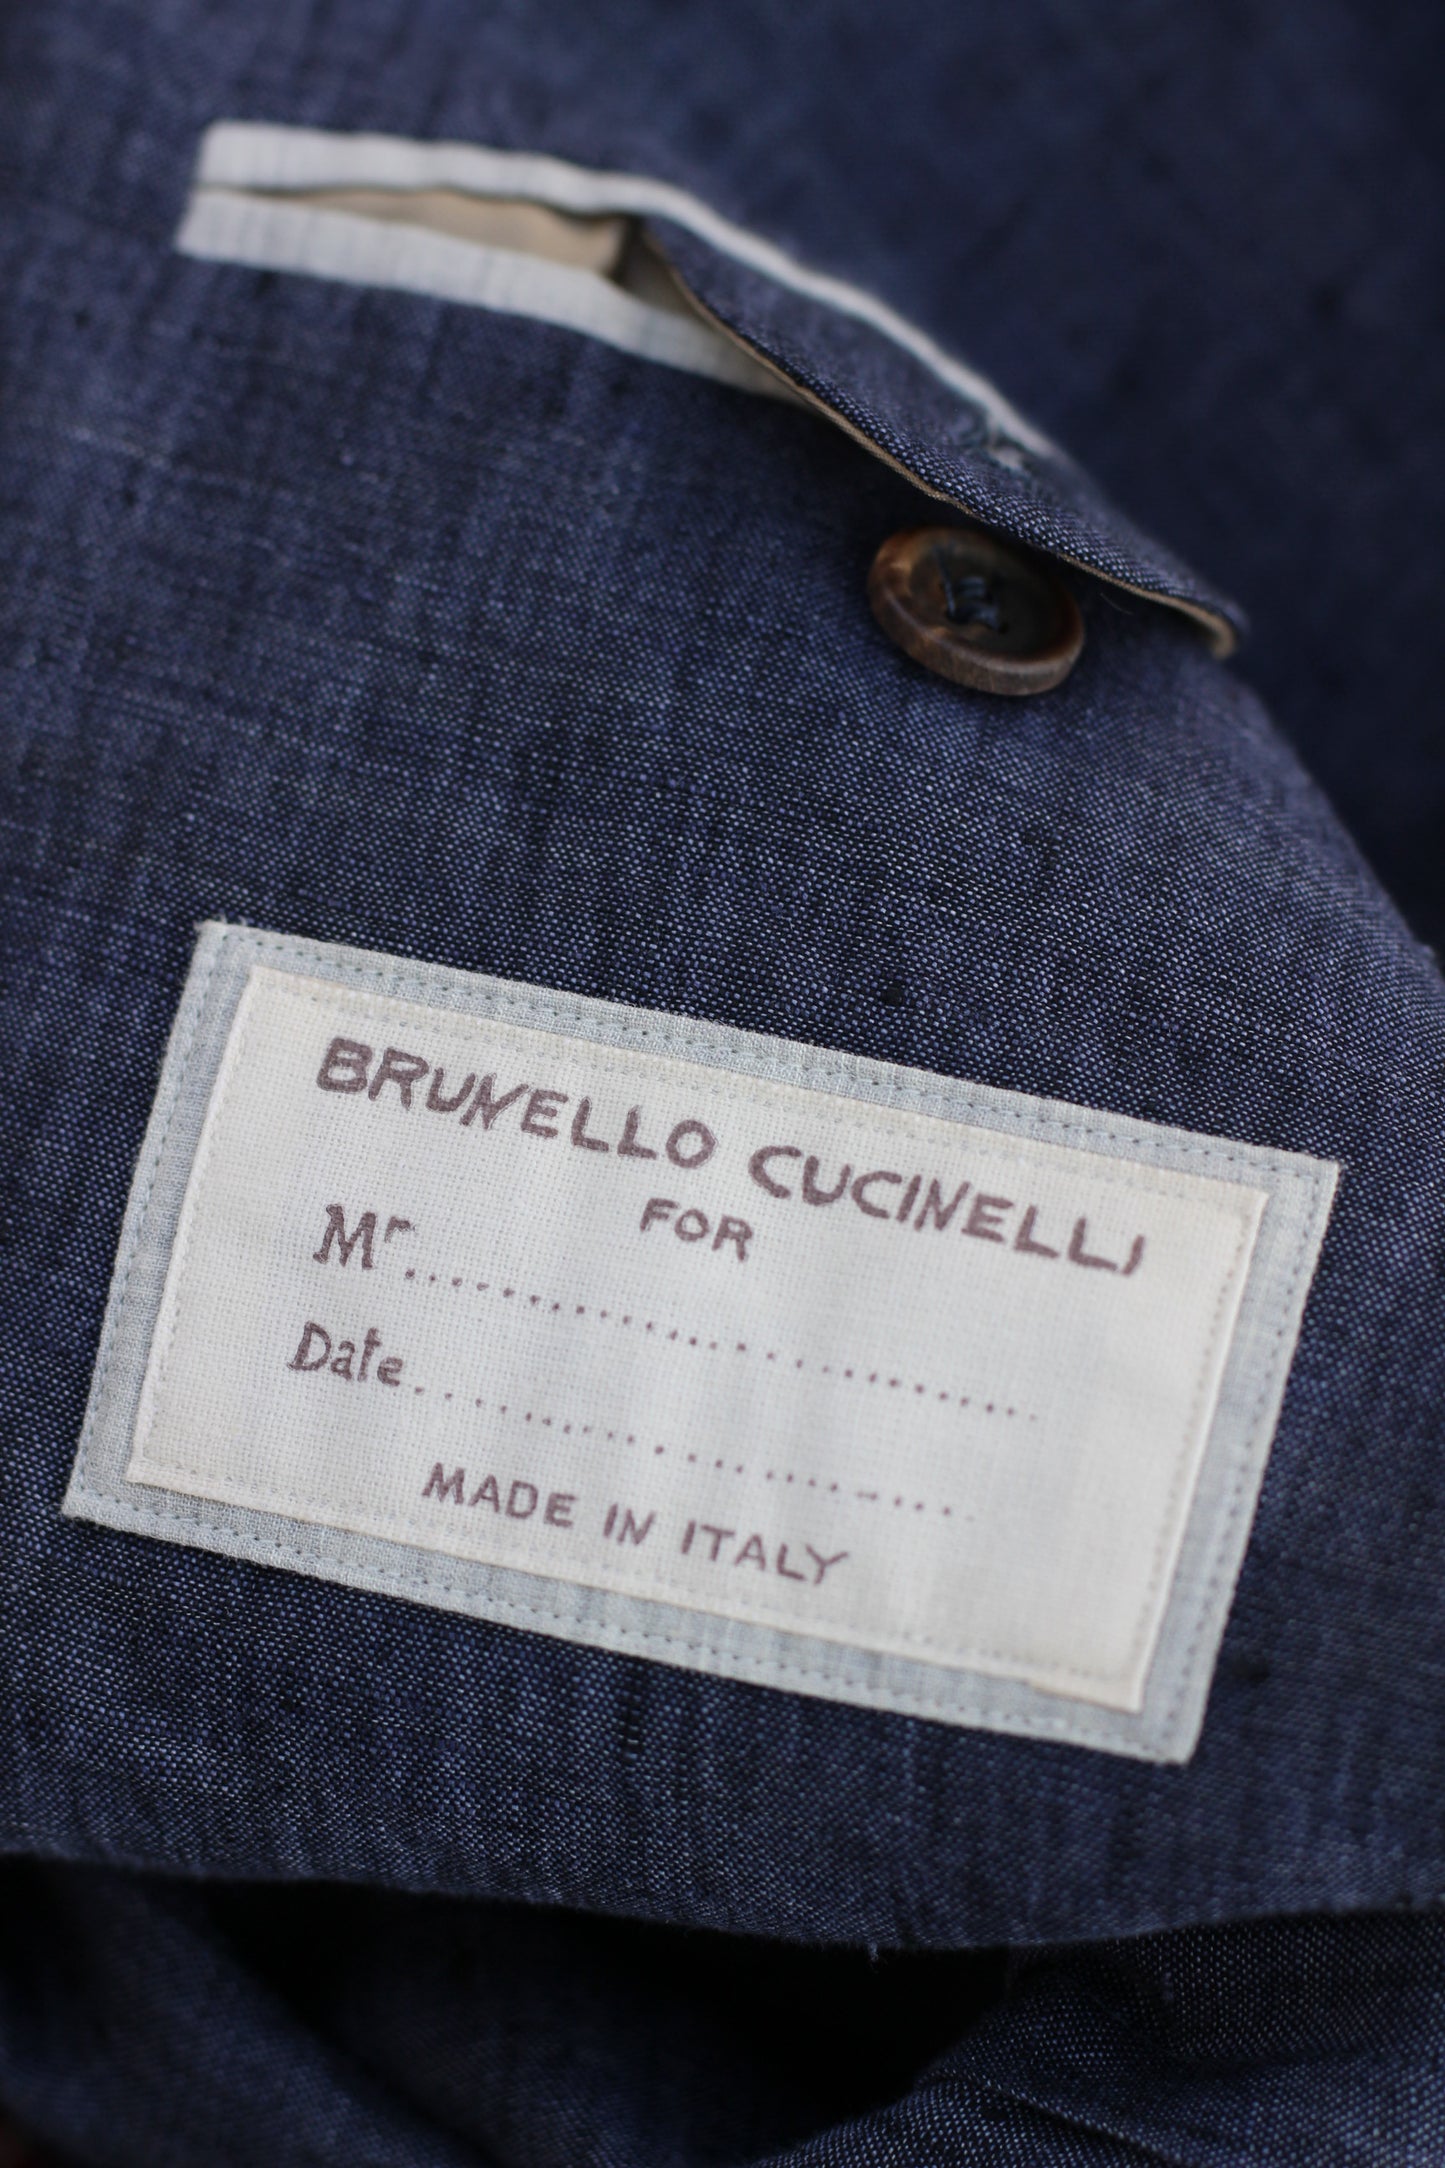 BRUNELLO CUCINELLI
FOR
Mr..............................
Date..............................
MADE IN ITALY